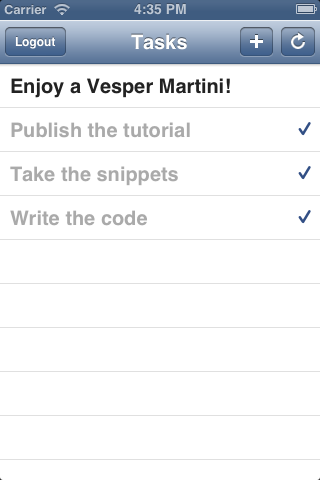 Carrier 4:35 PM
Logout Tasks
Enjoy a Vesper Martini!
Publish the tutorial
Take the snippets
Write the code